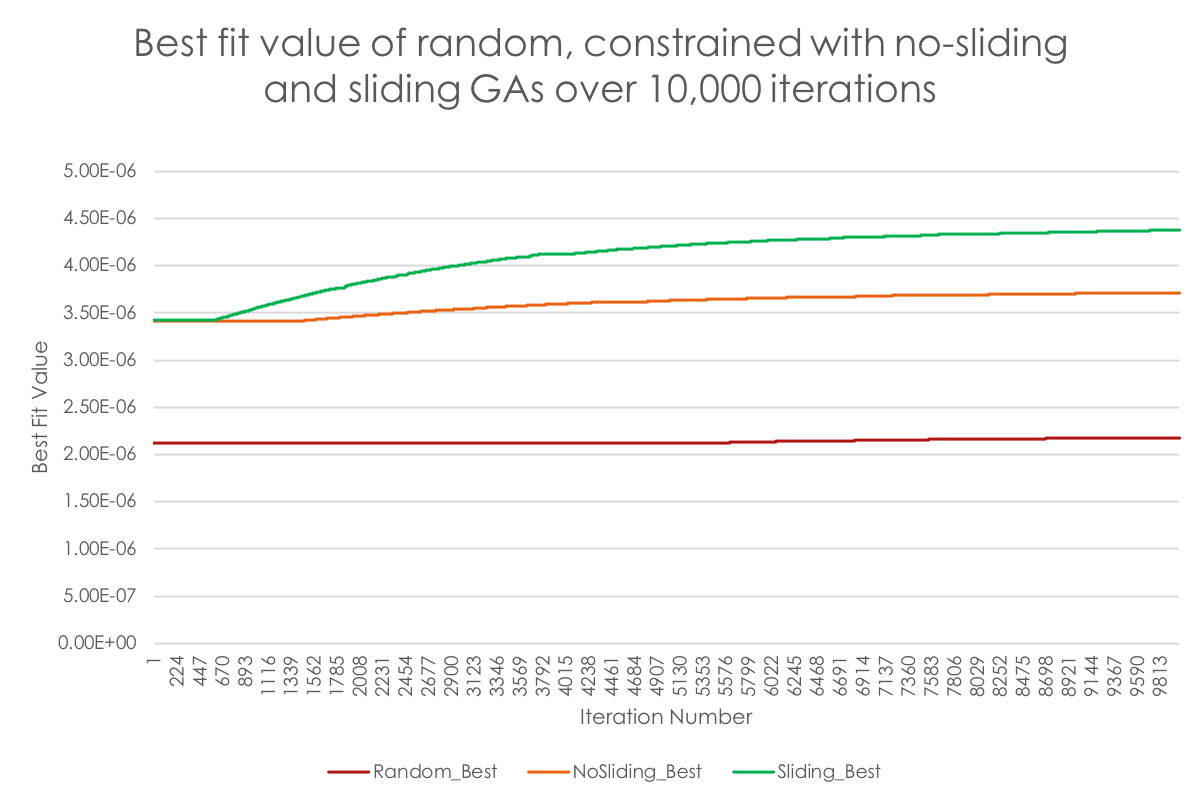 Best fit value of random, constrained with no-sliding
and sliding GAs over 10,000 iterations
5.00E-06
4.50E-06
4.00E-06
3.50E-06
3.00E-06
2.50E-06
2.00E-06
1.50E-06
1.00E-06
5.00E-07
0.00E+00
Best Fit Value
1
224
447
670
893
1116
1339
1562
1785
2008
2231
2454
2677
2900
3123
3346
3569
3792
4015
4238
4461
4684
4907
5130
5353
5576
5799
6022
6245
6468
6691
6914
7137
7360
7583
7806
8029
8252
8475
8698
8921
9144
9367
9590
9813
Iteration Number
Random_Best
NoSliding_Best
Sliding_Best